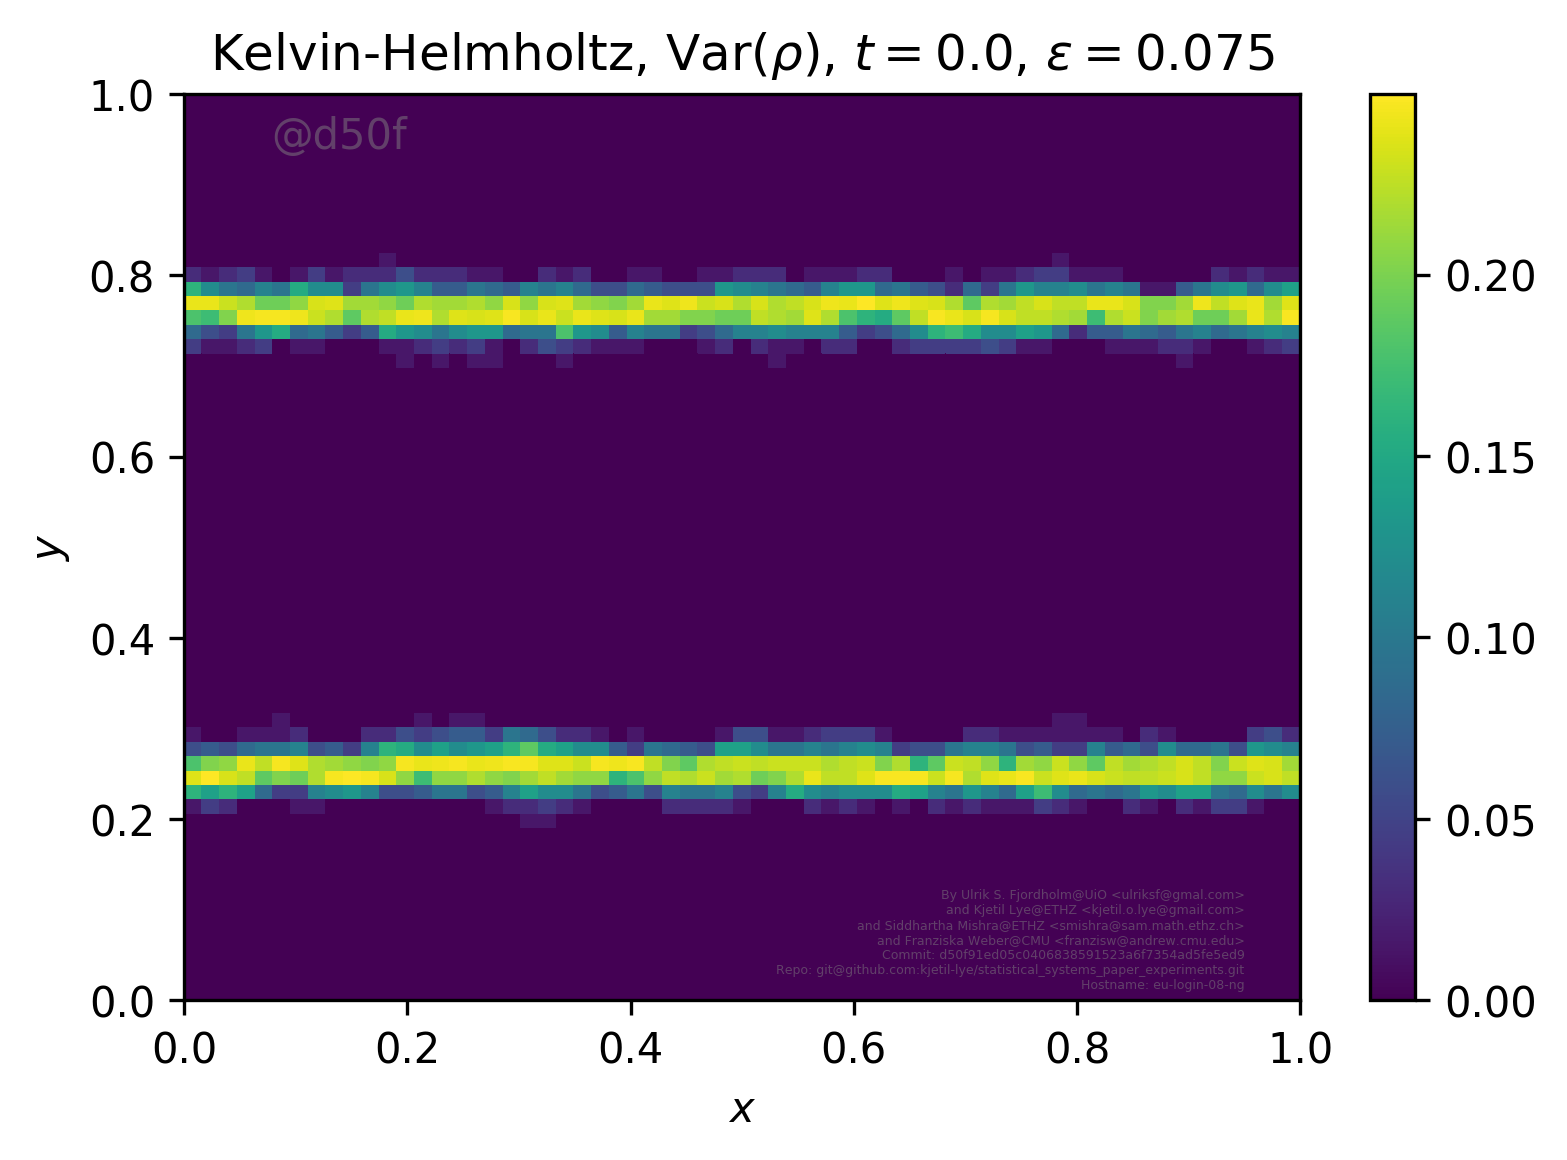 Kelvin-Helmholtz, Var(ρ), t = 0.0, ε = 0.075
1.0
0.8
0.6
0.4
0.2
0.0
y
@d50f
By Ulrik S. Fjordholm@UiO <ulriksf@gmal.com>
and Kjetil Lye@ETHZ <kjetil.o.lye@gmail.com>
and Siddhartha Mishra@ETHZ <smishra@sam.math.ethz.ch>
and Franziska Weber@CMU <franzisw@andrew.cmu.edu>
Commit: d50f91ed05c0406838591523a6f7354ad5fe5ed9
Repo: git@github.com:kjetil-lye/statistical_systems_paper_experiments.git
Hostname: eu-login-08-ng
0.0 0.2 0.4 0.6 0.8 1.0
x
0.20
0.15
0.10
0.05
0.00